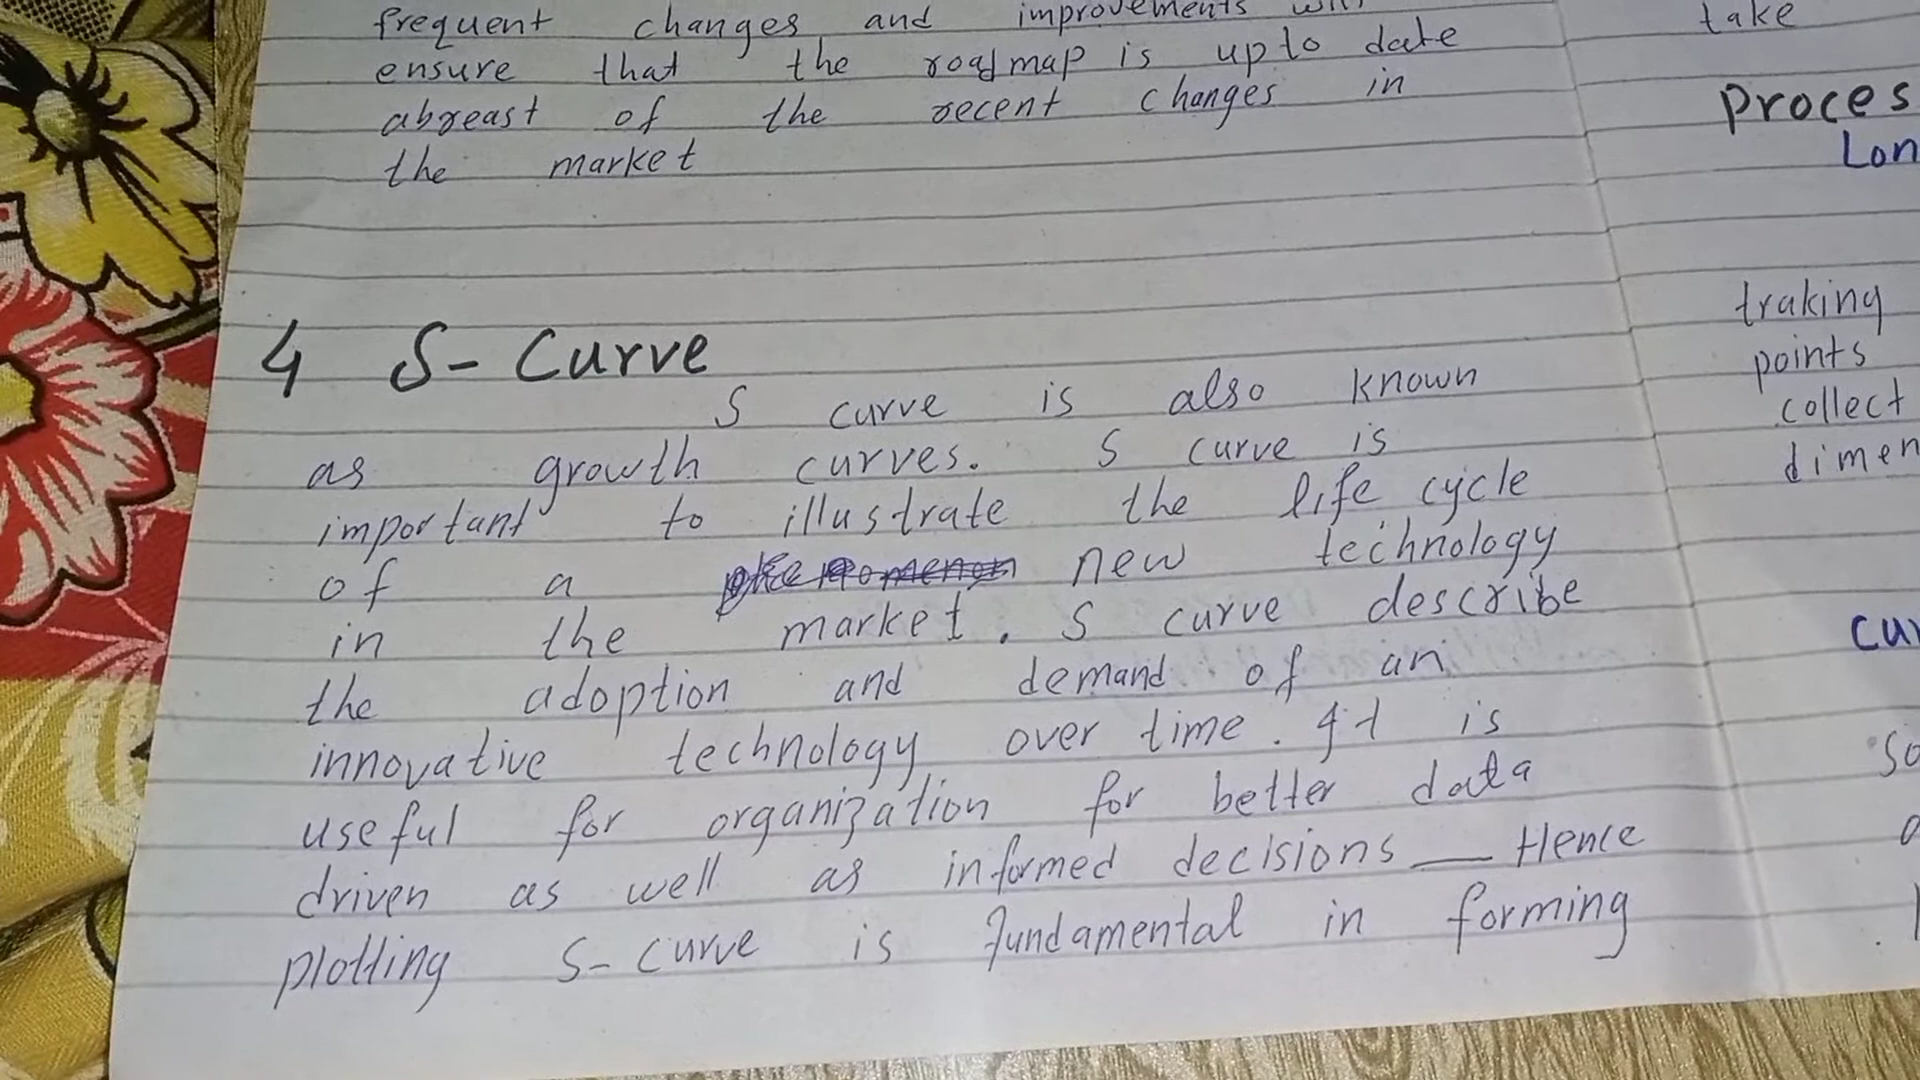 frequent changes and improvements
ensure that the roadmap is up to date
abreast of the recent changes in
the market
4 S- Curve
S curve is also known
as growth curves. S curve is
important to illustrate the life cycle
of a new technology
in the market. S curve describe
the adoption and demand of an
innovative technology over time. It is
useful for organization for better data
driven as well as informed decisions — Hence
plotting S- curve is fundamental in forming
take
Proces
Lon
traking
points
collect
dimen
cur
so